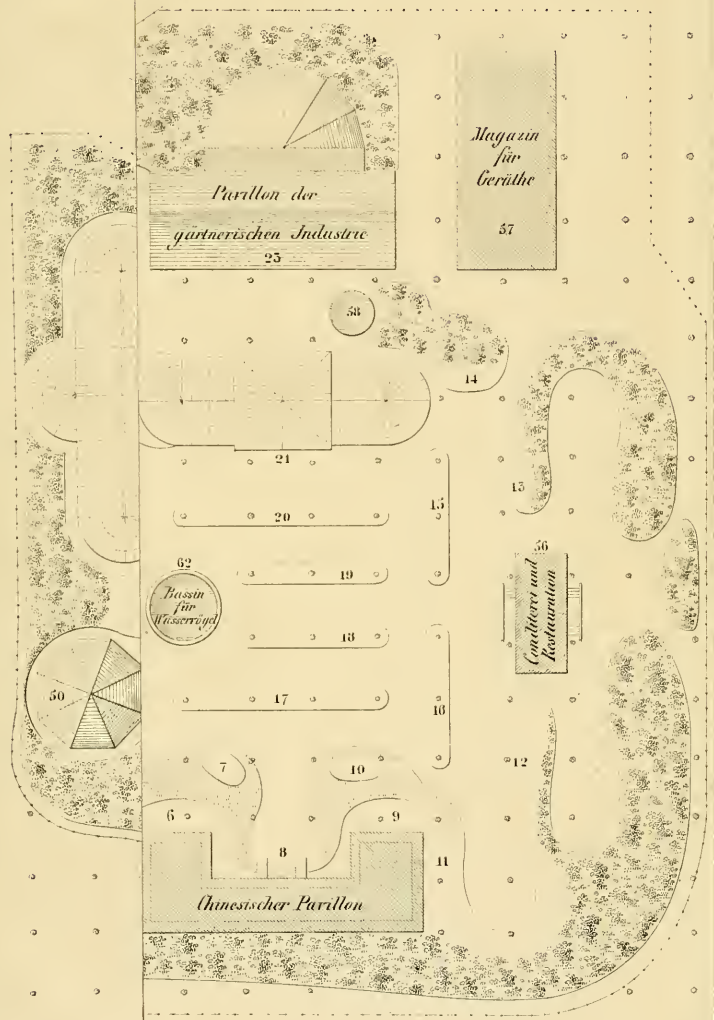 Magazin
für
Geräthe
57
Pavillon der
gärtnerischen Industrie
25
58
14
21
15
13
20
62
56
19
Bassin
für
Wasservögel
Conditorei und
Restauration
18
50
17
16
7
10
12
6
9
8
11
Chinesischer Pavillon